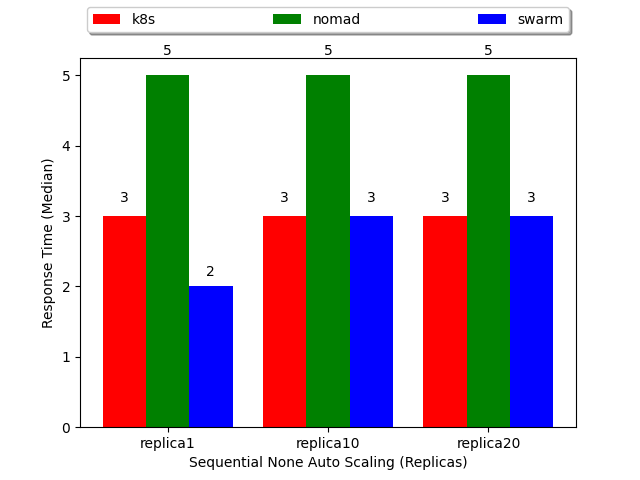 k8s nomad swarm
5 5 5
5
4
3 3 3 3 3
3
2
2
1
0
Response Time (Median)
replica1 replica10 replica20
Sequential None Auto Scaling (Replicas)